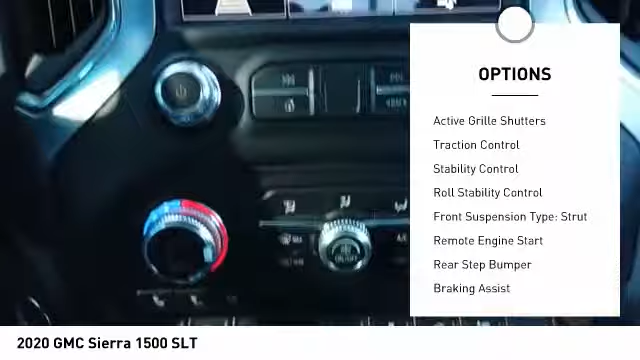 OPTIONS
Active Grille Shutters
Traction Control
Stability Control
Roll Stability Control
Front Suspension Type: Strut
Remote Engine Start
Rear Step Bumper
Braking Assist
2020 GMC Sierra 1500 SLT